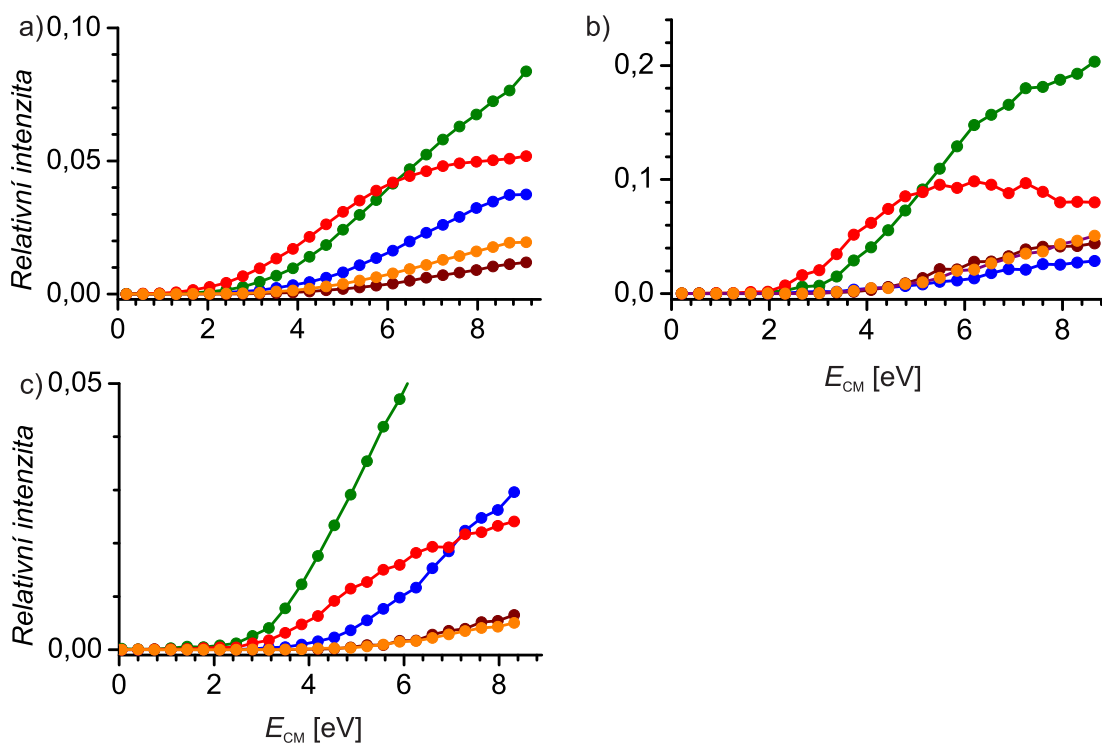 a)
Relativní intenzita
0,10
0,05
0,00
0 2 4 6 8
b)
0,2
0,1
0,0
0 2 4 6 8
E_CM [eV]
c)
Relativní intenzita
0,05
0,00
0 2 4 6 8
E_CM [eV]